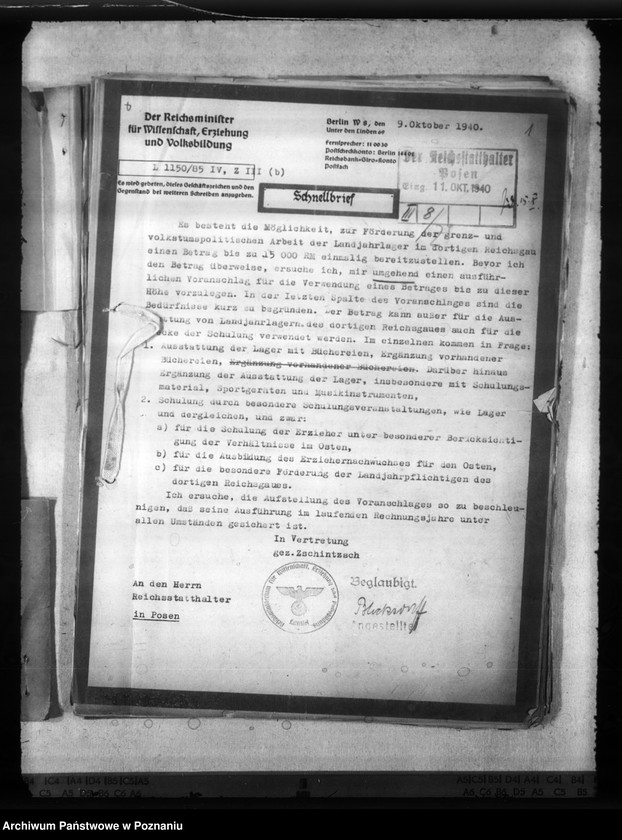 Der Reichsminister
für Wissenschaft, Erziehung
und Volksbildung
L 1150/85 IV, Z III (b)
Es wird gebeten, dieses Geschäftszeichen und den
Gegenstand bei weiteren Schreiben anzugeben.
Berlin W 8, den 9.Oktober 1940.
Unter den Linden 69
Fernsprecher: 11 00 30
Postscheckkonto: Berlin 144 02
Reichsbank-Giro-Konto
Postfach
1
Der Reichsstatthalter
Posen
Eing. 11. OKT. 1940
III 8/
Schnellbrief
Es besteht die Möglichkeit, zur Förderung der grenz- und
volkstumspolitischen Arbeit der Landjahrlager im dortigen Reichsgau
einen Betrag bis zu 15 000 RM einmalig bereitzustellen. Bevor ich
den Betrag überweise, ersuche ich, mir umgehend einen ausführ-
lichen Voranschlag für die Verwendung eines Betrages bis zu dieser
Höhe vorzulegen. In der letzten Spalte des Voranschlages sind die
Bedürfnisse kurz zu begründen. Der Betrag kann außer für die Aus-
tung von Landjahrlagern des dortigen Reichsgaues auch für die
ecke der Schulung verwendet werden. Im einzelnen kommen in Frage:
1. Ausstattung der Lager mit Büchereien, Ergänzung vorhandener
Büchereien, Ergänzung vorhandener Büchereien. Darüber hinaus
Ergänzung der Ausstattung der Lager, insbesondere mit Schulungs-
material, Sportgeräten und Musikinstrumenten,
2. Schulung durch besondere Schulungsveranstaltungen, wie Lager
und dergleichen, und zwar:
a) für die Schulung der Erzieher unter besonderer Berücksichti-
gung der Verhältnisse im Osten,
b) für die Ausbildung des Erziehernachwuchses für den Osten,
c) für die besondere Förderung der Landjahrpflichtigen des
dortigen Reichsgaues.
Ich ersuche, die Aufstellung des Voranschlages so zu beschleu-
nigen, daß seine Ausführung im laufenden Rechnungsjahre unter
allen Umständen gesichert ist.
In Vertretung
gez.Zschintzsch
An den Herrn
Reichsstatthalter
in Posen
Beglaubigt.
Angestellte
Archiwum Państwowe w Poznaniu